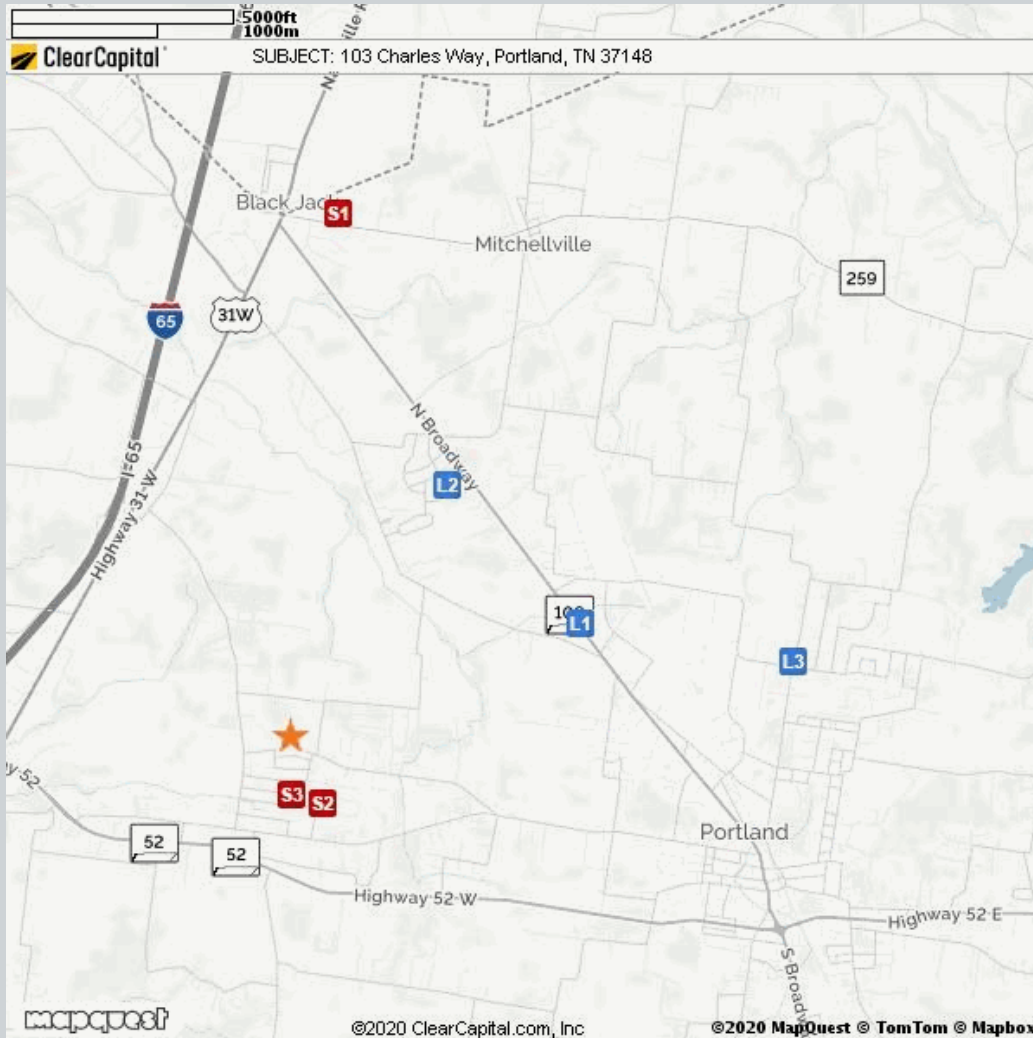 5000ft
1000m
ClearCapital
SUBJECT: 103 Charles Way, Portland, TN 37148
Black Jack
S1
Mitchellville
259
65
31W
N Broadway
L2
I-65
Highway 31-W
L1
L3
S3
S2
52
52
52
Portland
Highway 52-W
Highway 52 E
S Broadway
mapquest
©2020 ClearCapital.com, Inc
©2020 MapQuest © TomTom © Mapbox